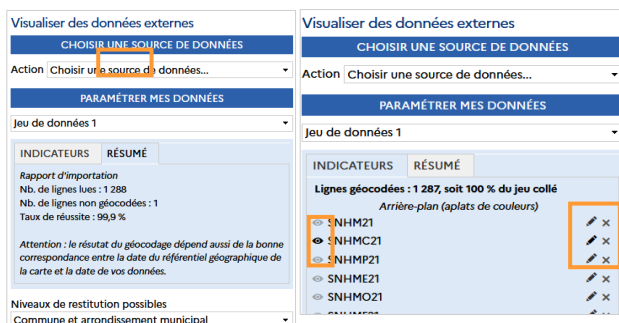 Visualiser des données externes
CHOISIR UNE SOURCE DE DONNÉES
Action Choisir une source de données...
PARAMÉTRER MES DONNÉES
Jeu de données 1
INDICATEURS RÉSUMÉ
Rapport d'importation
Nb. de lignes lues : 1 288
Nb. de lignes non géocodées : 1
Taux de réussite : 99,9 %
Attention : le résutat du géocodage dépend aussi de la bonne
correspondance entre la date du référentiel géographique de
la carte et la date de vos données.
Niveaux de restitution possibles
Commune et arrondissement municipal
Visualiser des données externes
CHOISIR UNE SOURCE DE DONNÉES
Action Choisir une source de données...
PARAMÉTRER MES DONNÉES
Jeu de données 1
INDICATEURS RÉSUMÉ
Lignes géocodées : 1 287, soit 100 % du jeu collé
Arrière-plan (aplats de couleurs)
SNHM21
SNHMC21
SNHMP21
SNHME21
SNHMO21